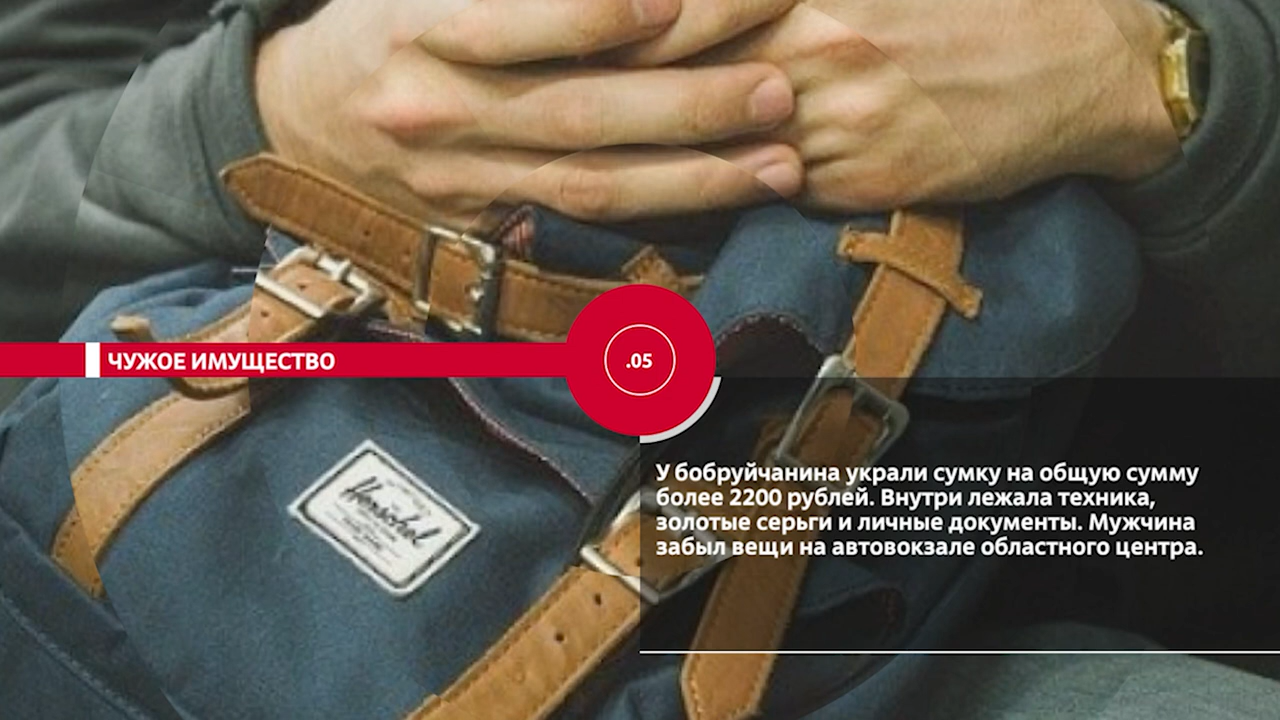 ЧУЖОЕ ИМУЩЕСТВО
.05
У бобруйчанина украли сумку на общую сумму
более 2200 рублей. Внутри лежала техника,
золотые серьги и личные документы. Мужчина
забыл вещи на автовокзале областного центра.
Herschel